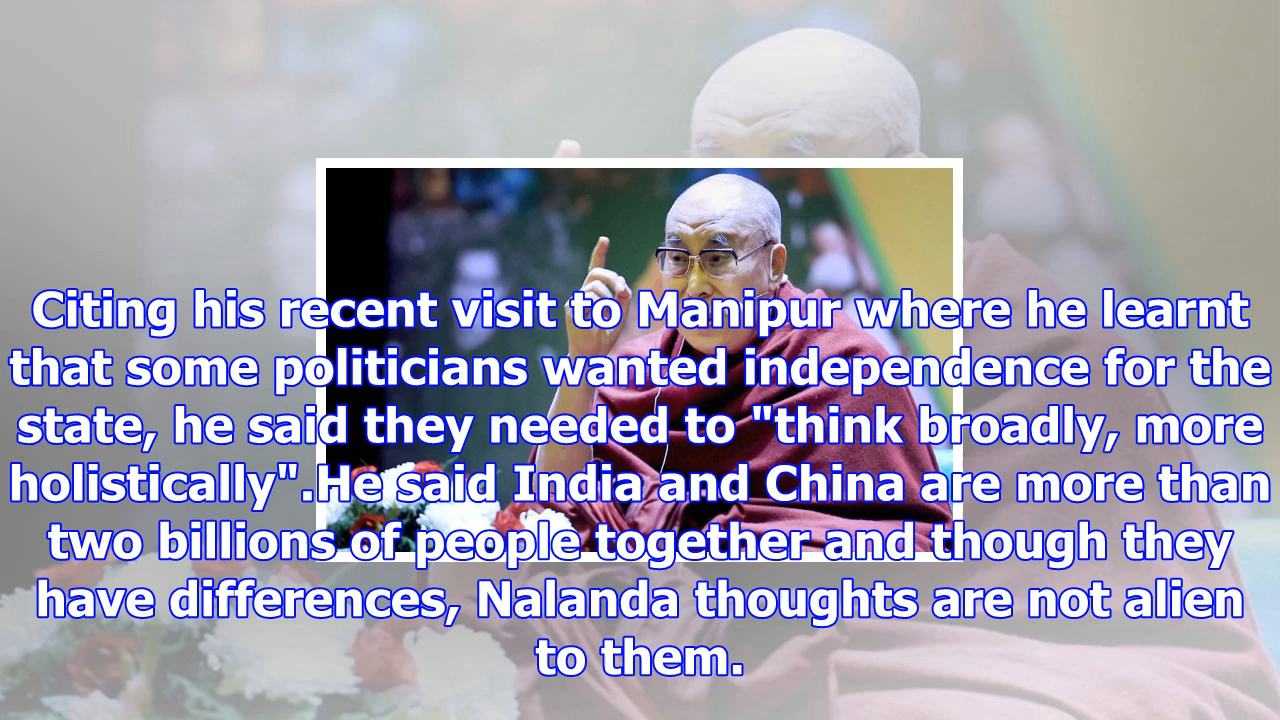 Citing his recent visit to Manipur where he learnt
that some politicians wanted independence for the
state, he said they needed to "think broadly, more
holistically".He said India and China are more than
two billions of people together and though they
have differences, Nalanda thoughts are not alien
to them.